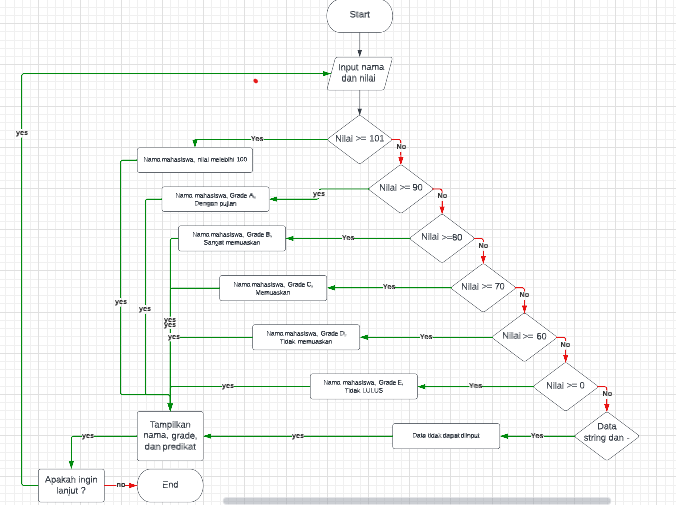 Start
Input nama
dan nilai
yes
Nilai >= 101
Yes
No
Nama mahasiswa, nilai melebihi 100
Nilai >= 90
yes
No
Nama mahasiswa, Grade A,
Dengan pujian
Nilai >=80
Yes
No
Nama mahasiswa, Grade B,
Sangat memuaskan
Nilai >= 70
Yes
No
Nama mahasiswa, Grade C,
Memuaskan
yes
yes
yes
yes
yes
Nilai >= 60
Yes
No
Nama mahasiswa, Grade D,
Tidak memuaskan
Nilai >= 0
Yes
No
Nama mahasiswa, Grade E,
Tidak LULUS
yes
Data
string dan -
Yes
Data tidak dapat diinput
yes
Tampilkan
nama, grade,
dan predikat
yes
Apakah ingin
lanjut ?
no
End